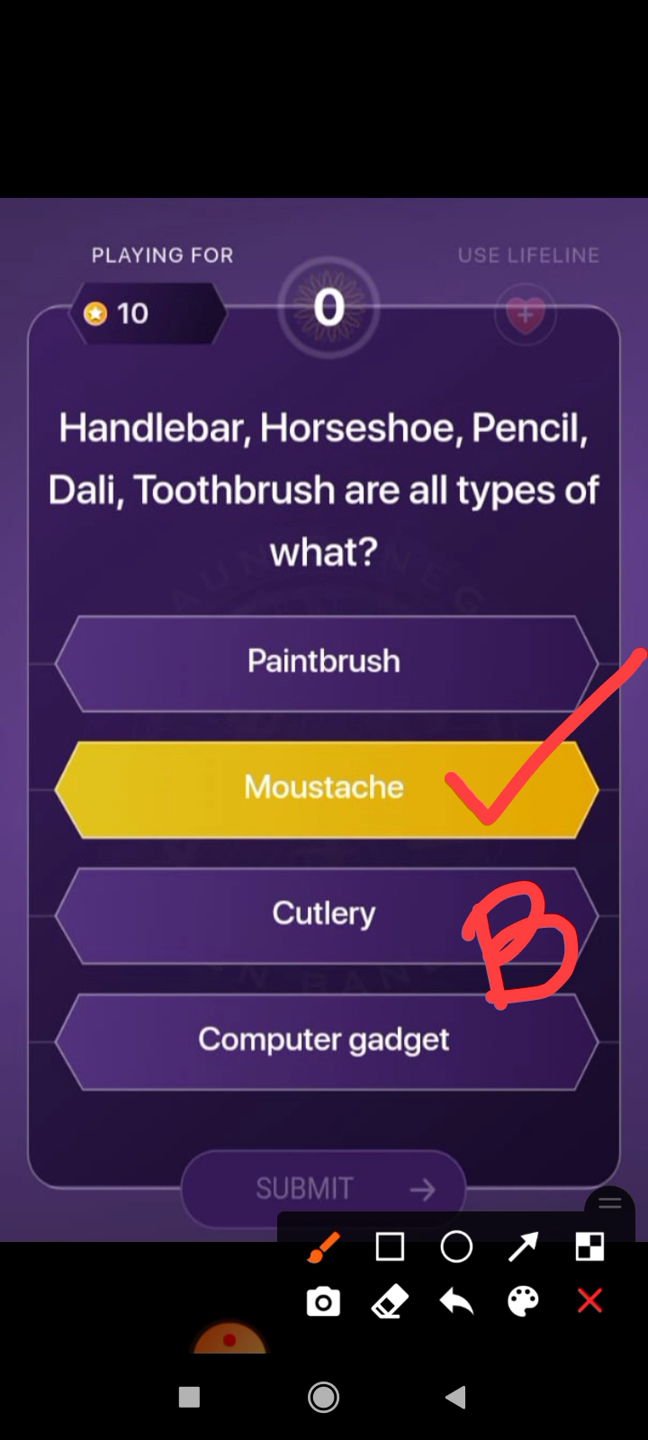 PLAYING FOR
USE LIFELINE
10
0
Handlebar, Horseshoe, Pencil,
Dali, Toothbrush are all types of
what?
Paintbrush
Moustache
Cutlery
B
Computer gadget
SUBMIT